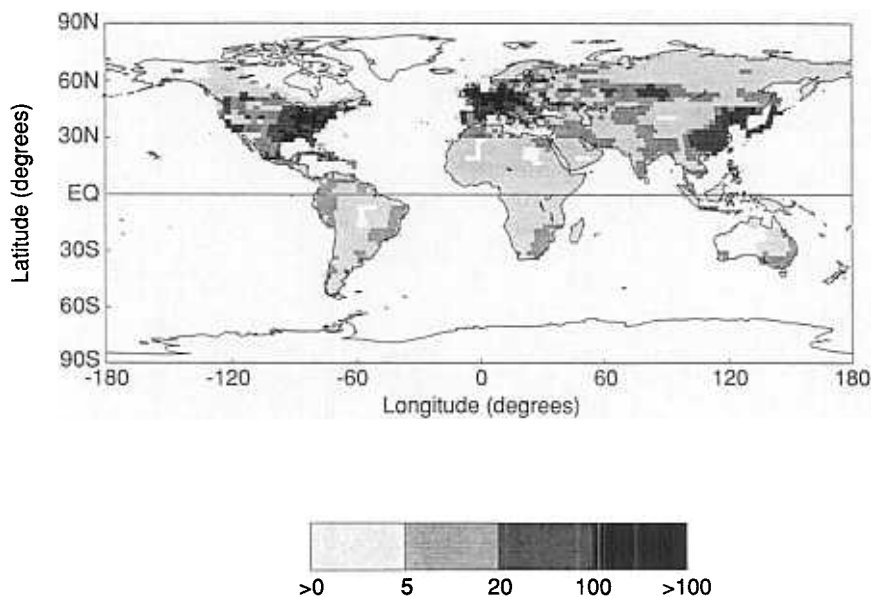 90N
60N
30N
EQ
30S
60S
90S
Latitude (degrees)
-180 -120 -60 0 60 120 180
Longitude (degrees)
>0 5 20 100 >100